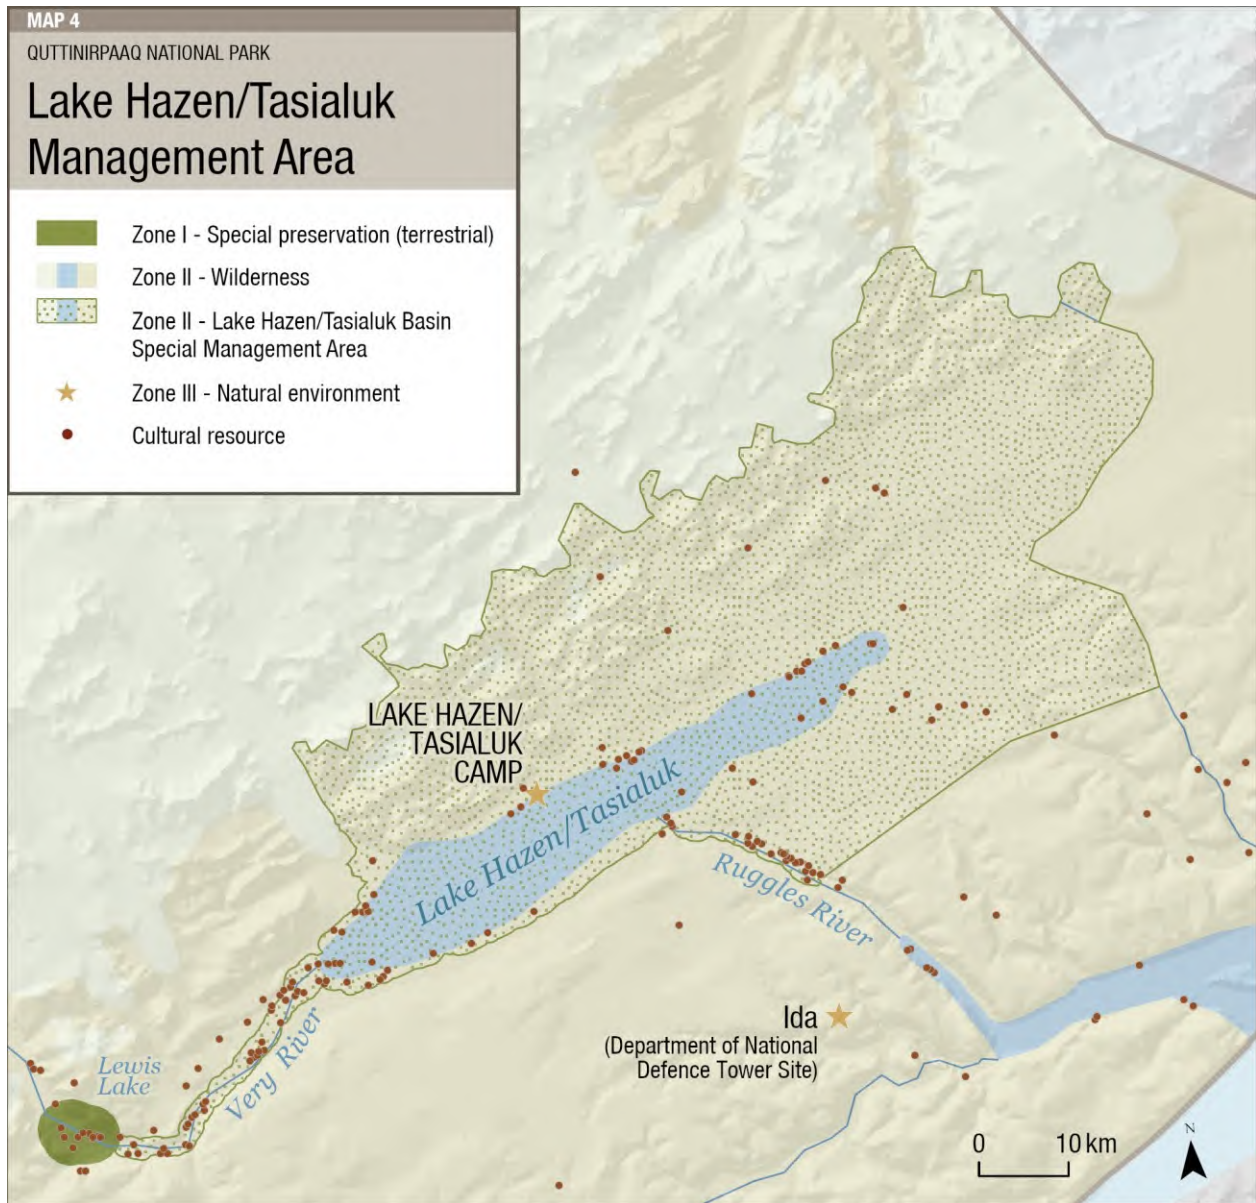 MAP 4
QUTTINIRPAAQ NATIONAL PARK
Lake Hazen/Tasialuk
Management Area
Zone I - Special preservation (terrestrial)
Zone II - Wilderness
Zone II - Lake Hazen/Tasialuk Basin
Special Management Area
Zone III - Natural environment
Cultural resource
LAKE HAZEN/
TASIALUK
CAMP
Lake Hazen/Tasialuk
Ruggles River
Ida
(Department of National
Defence Tower Site)
Lewis
Lake
Very River
0 10 km
N